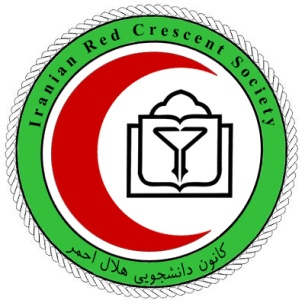 Iranian Red Crescent Society
کانون دانشجویی هلال احمر